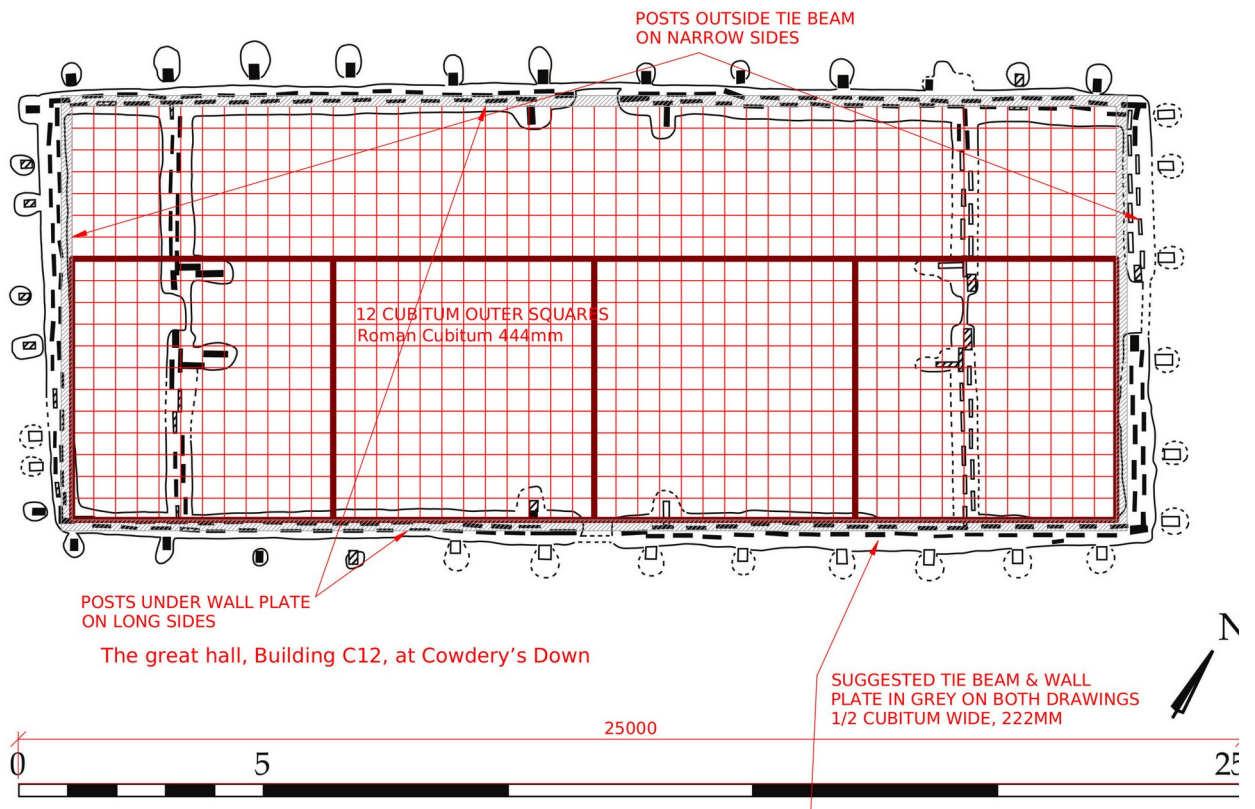 POSTS OUTSIDE TIE BEAM
ON NARROW SIDES
12 CUBITUM OUTER SQUARES
Roman Cubitum 444mm
POSTS UNDER WALL PLATE
ON LONG SIDES
The great hall, Building C12, at Cowdery's Down
N
SUGGESTED TIE BEAM & WALL
PLATE IN GREY ON BOTH DRAWINGS
1/2 CUBITUM WIDE, 222MM
25000
0 5 25